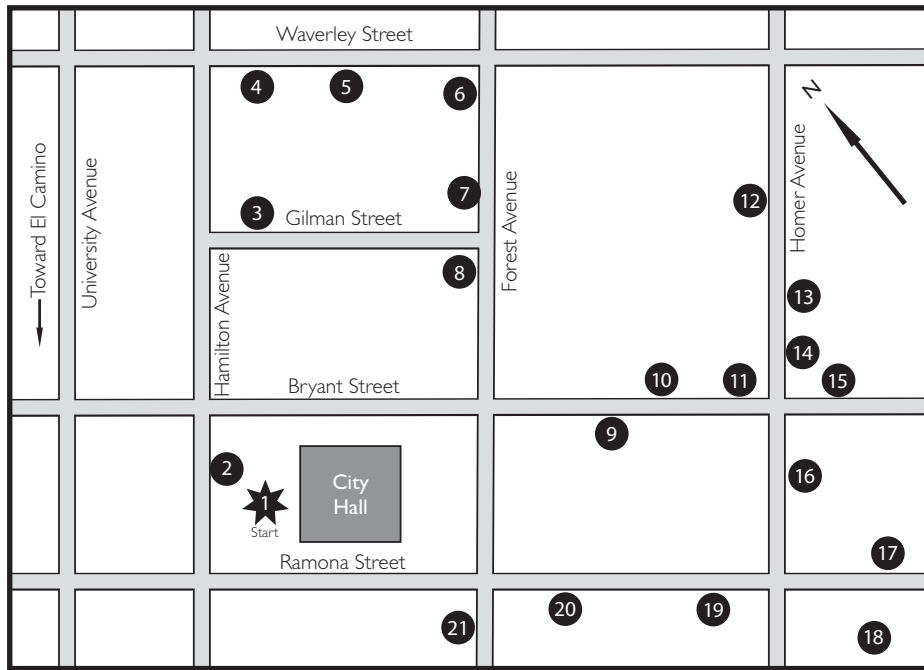 Waverley Street
4
5
6
N
Toward El Camino
University Avenue
Homer Avenue
12
7
3
Gilman Street
Forest Avenue
Hamilton Avenue
8
13
14
Bryant Street
10
11
15
9
2
City
Hall
16
1
Start
Ramona Street
17
20
19
21
18